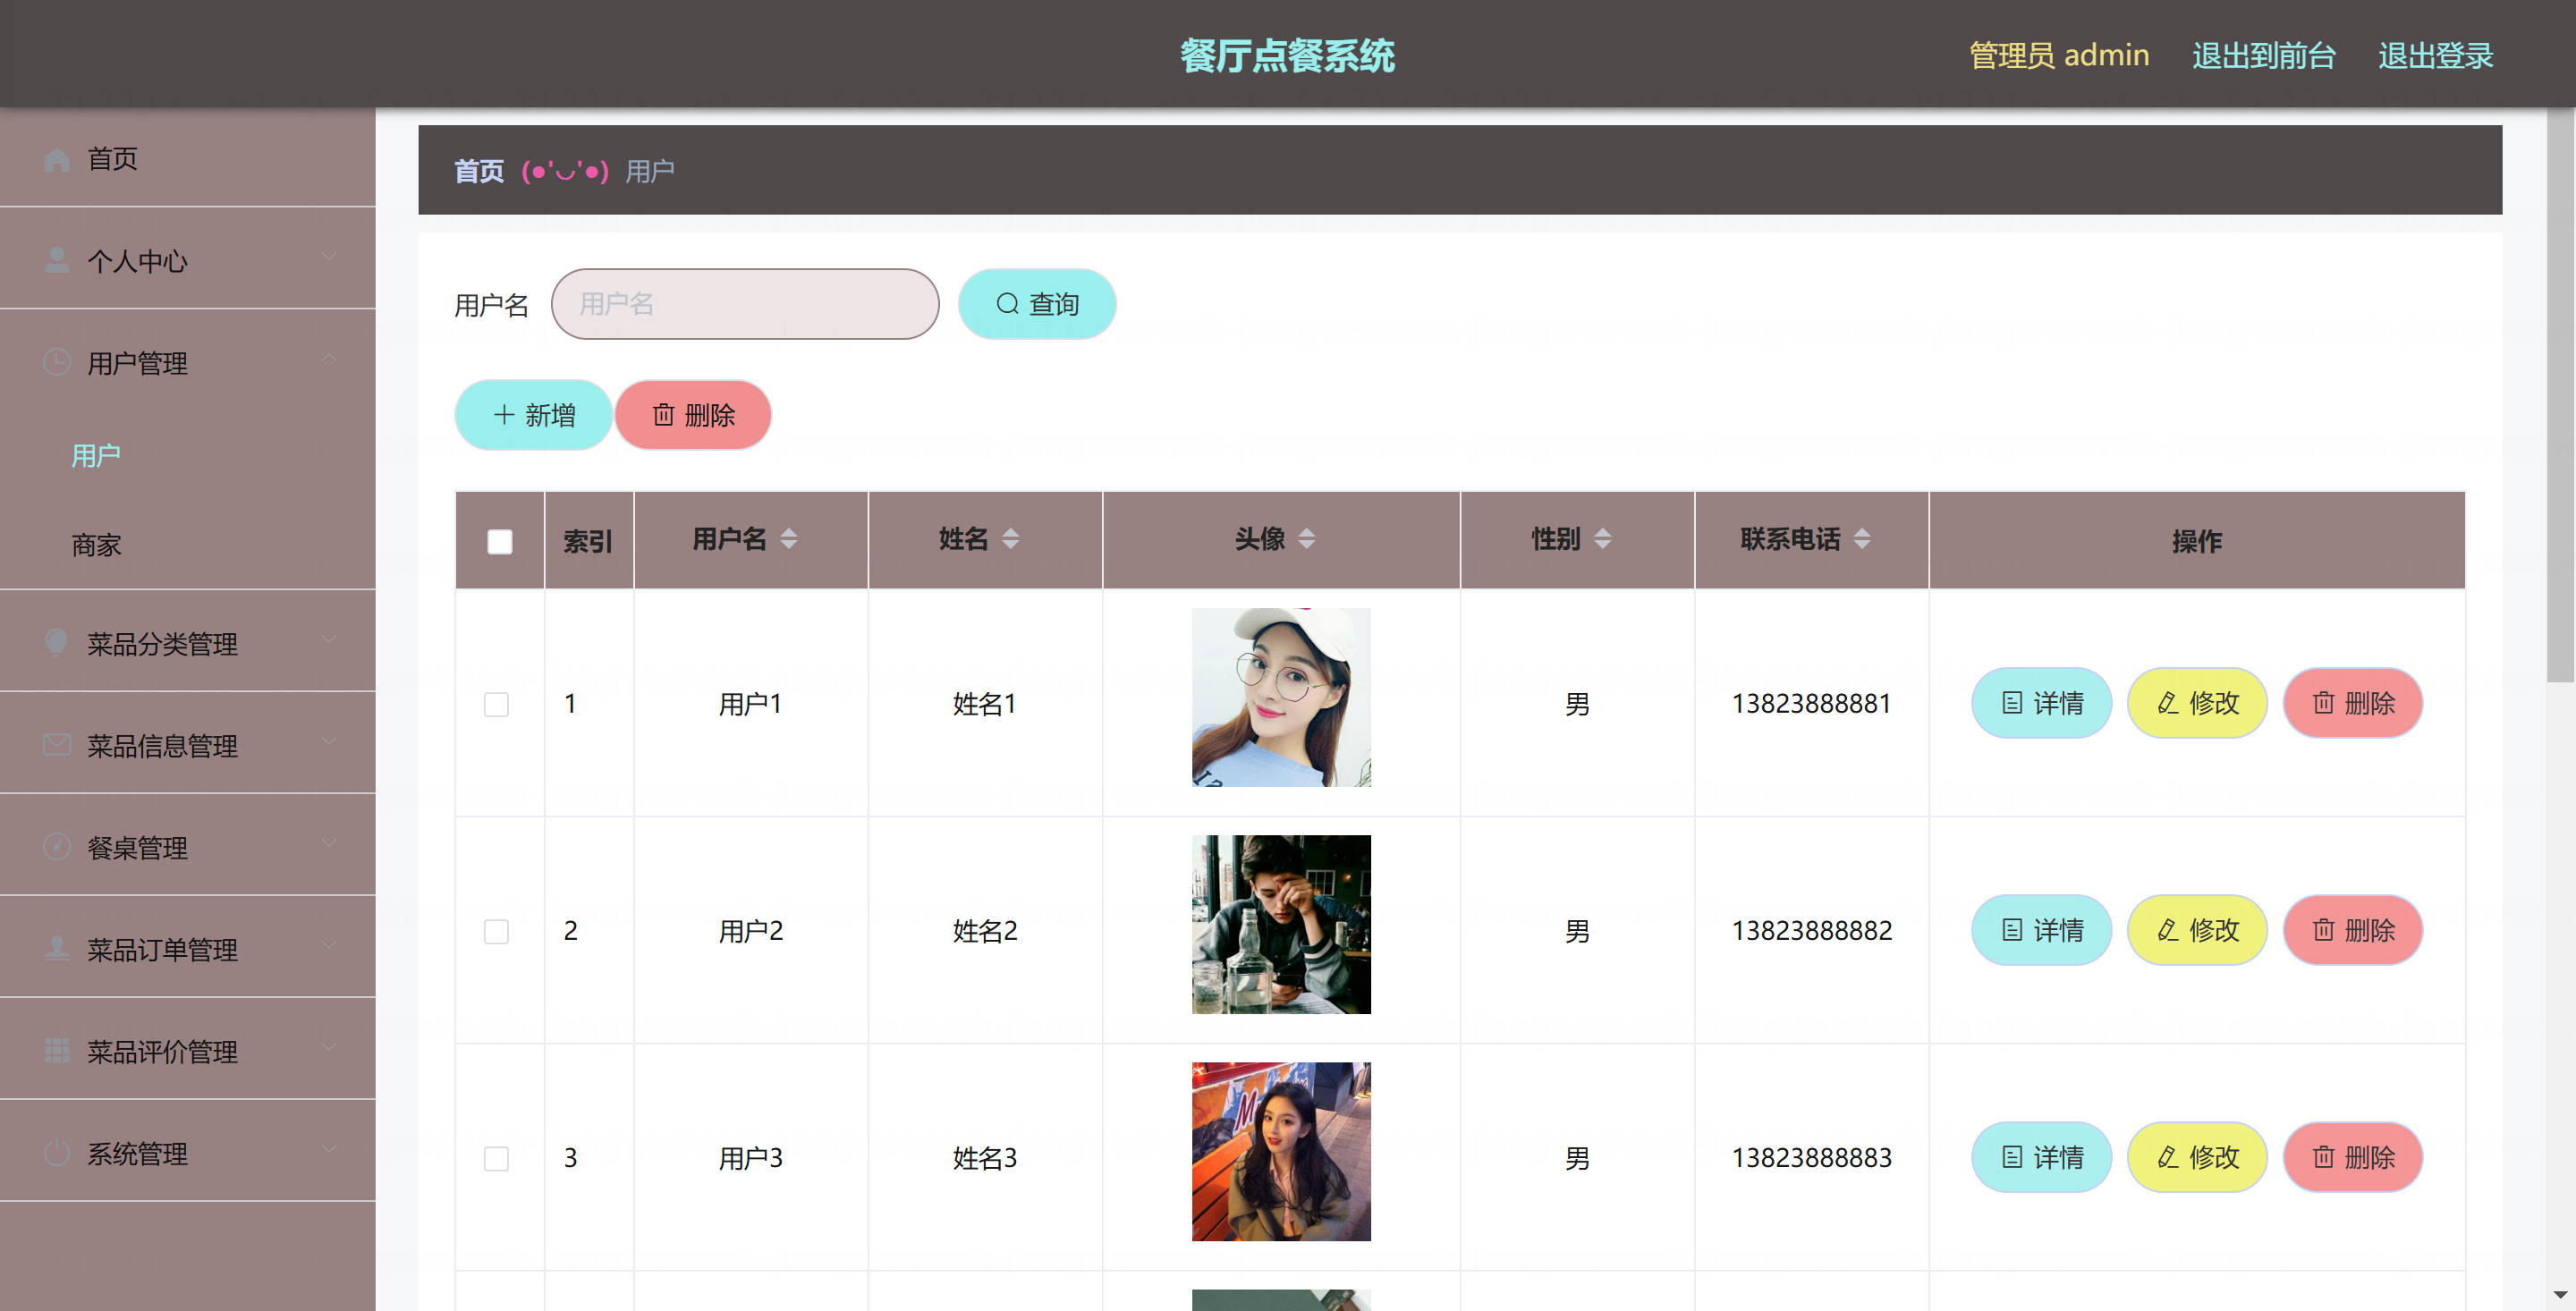 餐厅点餐系统
管理员 admin 退出到前台 退出登录
首页
个人中心
用户管理
用户
商家
菜品分类管理
菜品信息管理
餐桌管理
菜品订单管理
菜品评价管理
系统管理
首页 (●'◡'●) 用户
用户名 用户名 查询
新增 删除
索引 用户名 姓名 头像 性别 联系电话 操作
1 用户1 姓名1 男 13823888881 详情 修改 删除
2 用户2 姓名2 男 13823888882 详情 修改 删除
3 用户3 姓名3 男 13823888883 详情 修改 删除